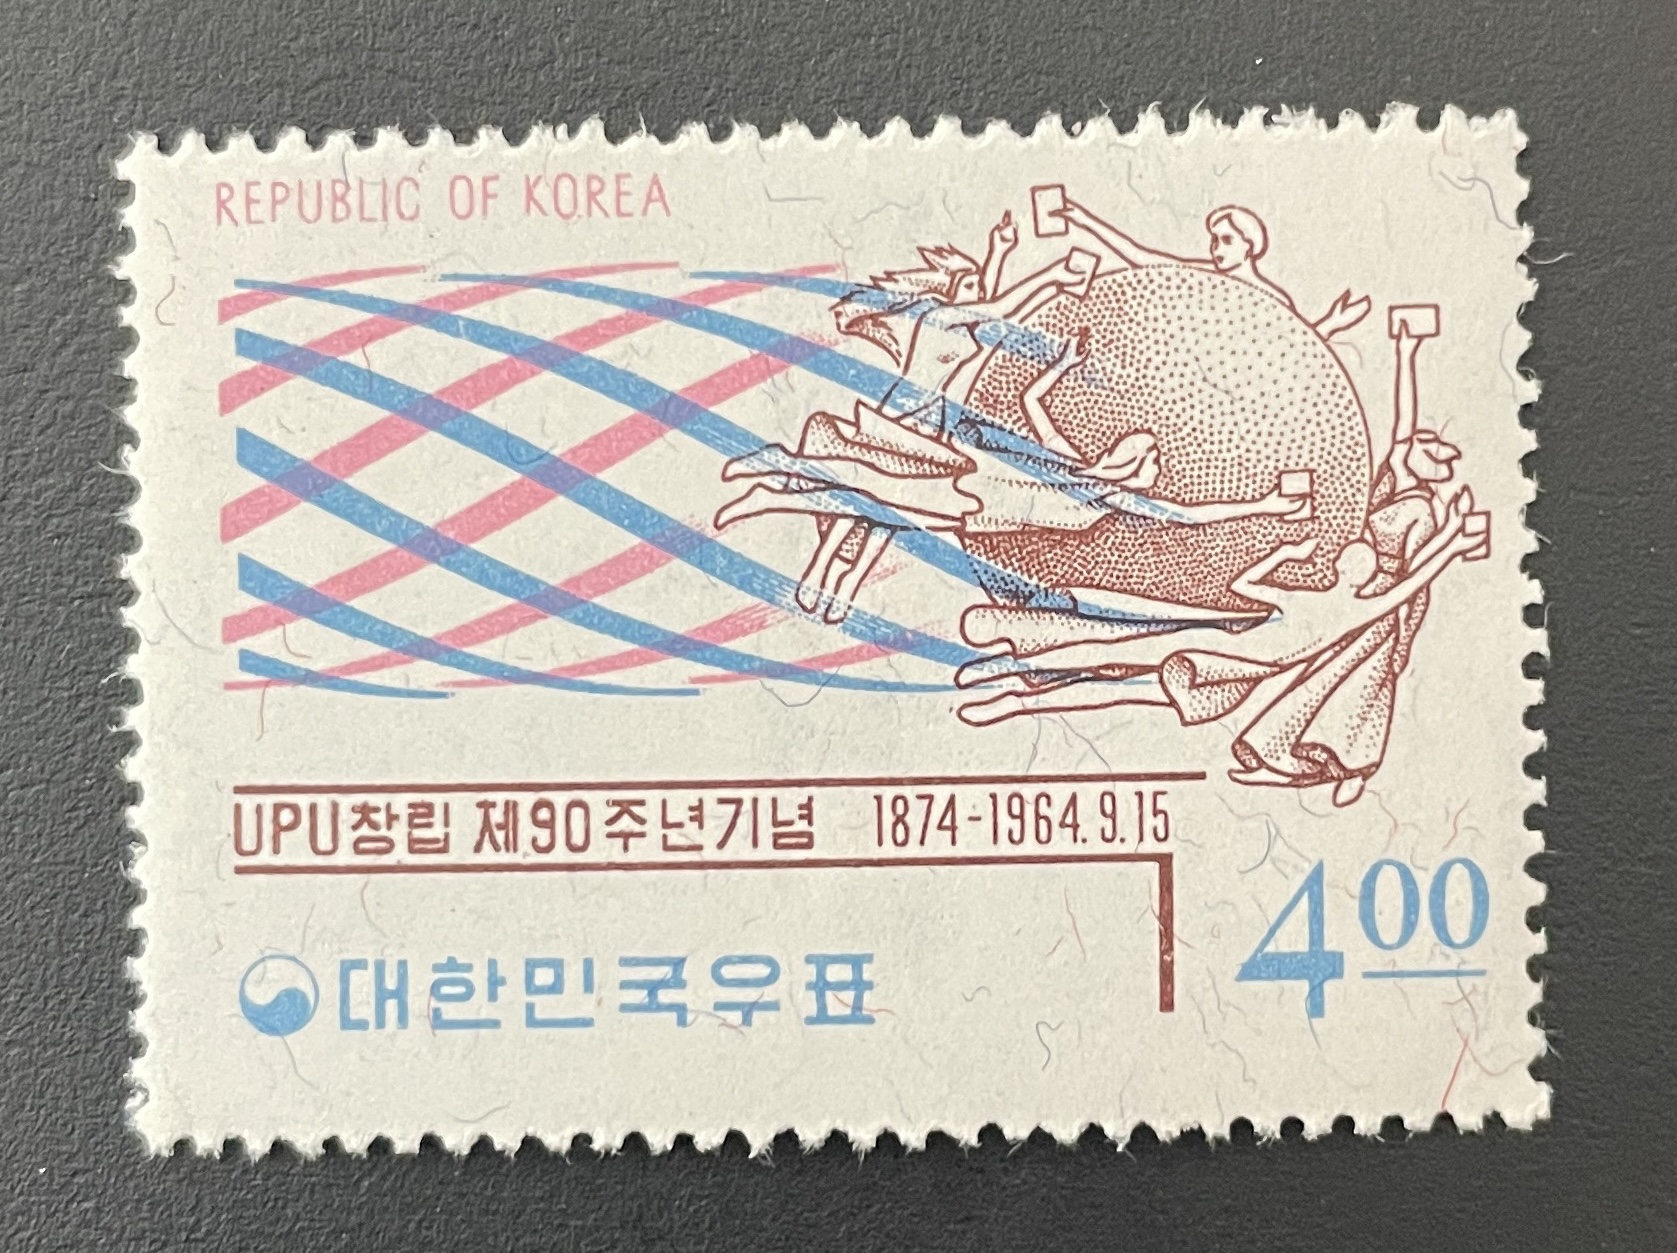 REPUBLIC OF KOREA
UPU창립 제90주년기념 1874-1964.9.15
대한민국우표
4.00